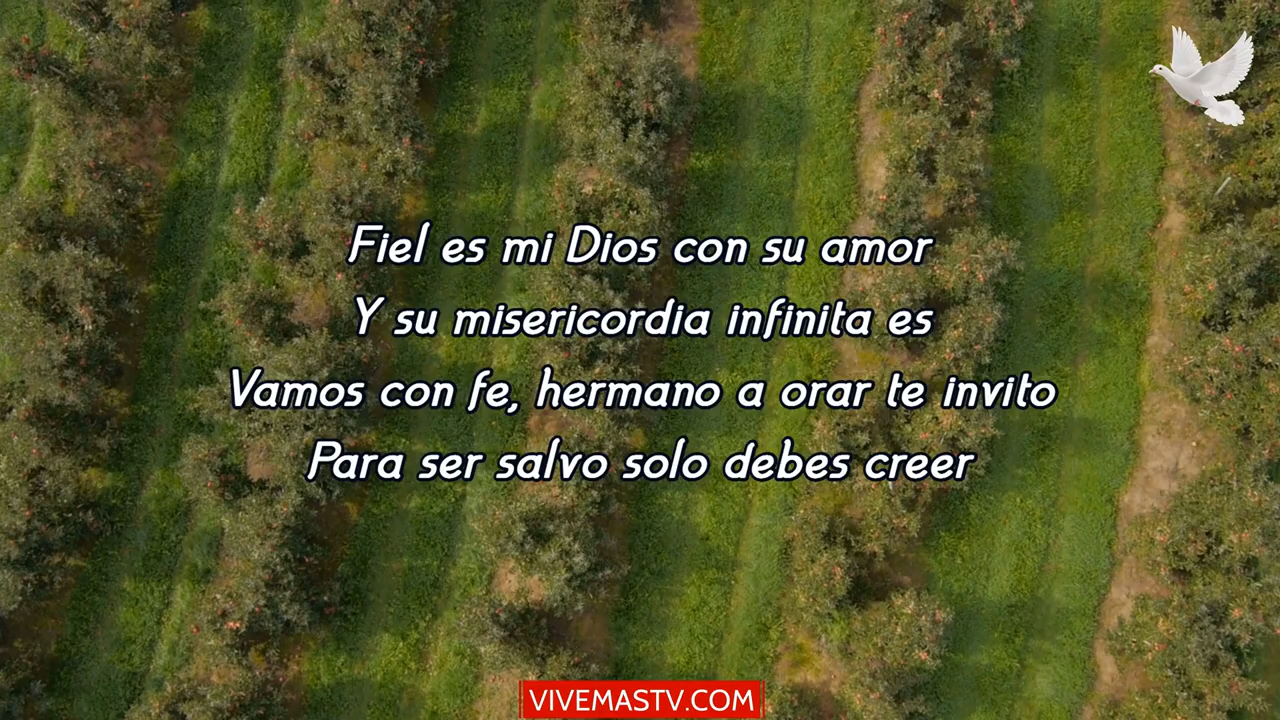 Fiel es mi Dios con su amor
Y su misericordia infinita es
Vamos con fe, hermano a orar te invito
Para ser salvo solo debes creer
VIVEMASTV.COM